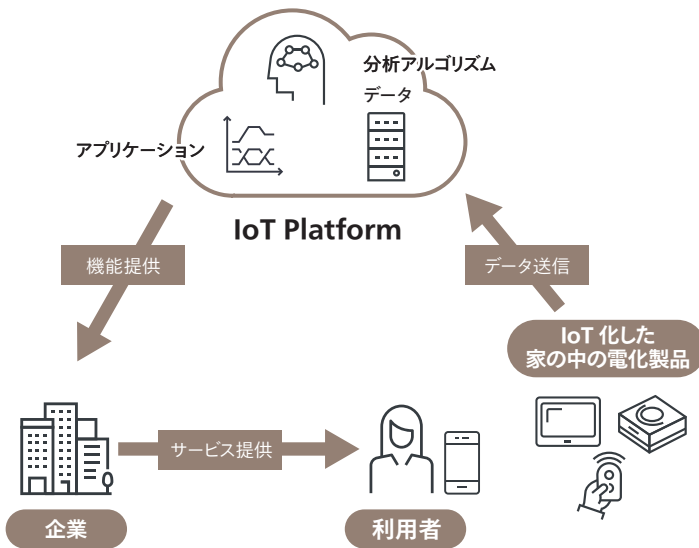 分析アルゴリズム
データ
アプリケーション
IoT Platform
機能提供
データ送信
IoT 化した
家の中の電化製品
サービス提供
企業
利用者